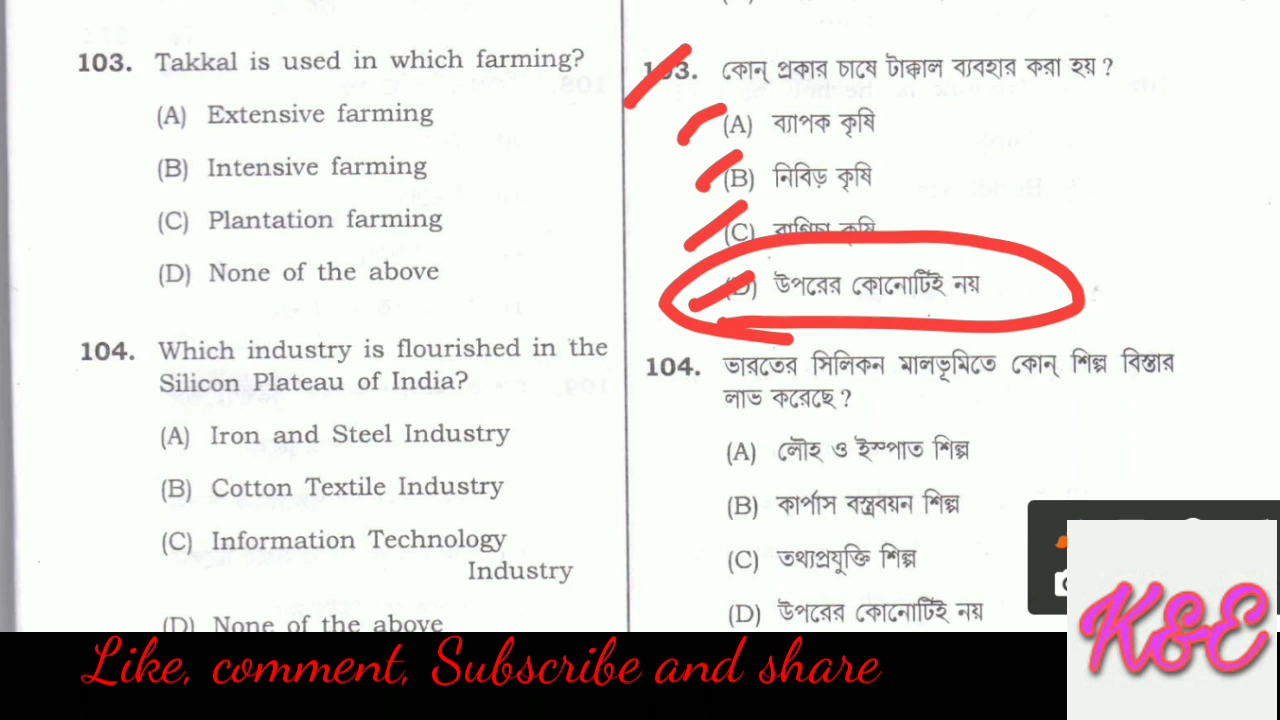 103. Takkal is used in which farming?
(A) Extensive farming
(B) Intensive farming
(C) Plantation farming
(D) None of the above
104. Which industry is flourished in the
Silicon Plateau of India?
(A) Iron and Steel Industry
(B) Cotton Textile Industry
(C) Information Technology
Industry
(D) None of the above
103. কোন্ প্রকার চাষে টাক্কাল ব্যবহার করা হয় ?
(A) ব্যাপক কৃষি
(B) নিবিড় কৃষি
(C) বাগিচা কৃষি
(D) উপরের কোনোটিই নয়
104. ভারতের সিলিকন মালভূমিতে কোন্ শিল্প বিস্তার
লাভ করেছে ?
(A) লৌহ ও ইস্পাত শিল্প
(B) কার্পাস বস্ত্রবয়ন শিল্প
(C) তথ্যপ্রযুক্তি শিল্প
(D) উপরের কোনোটিই নয়
K&E
Like, comment, Subscribe and share